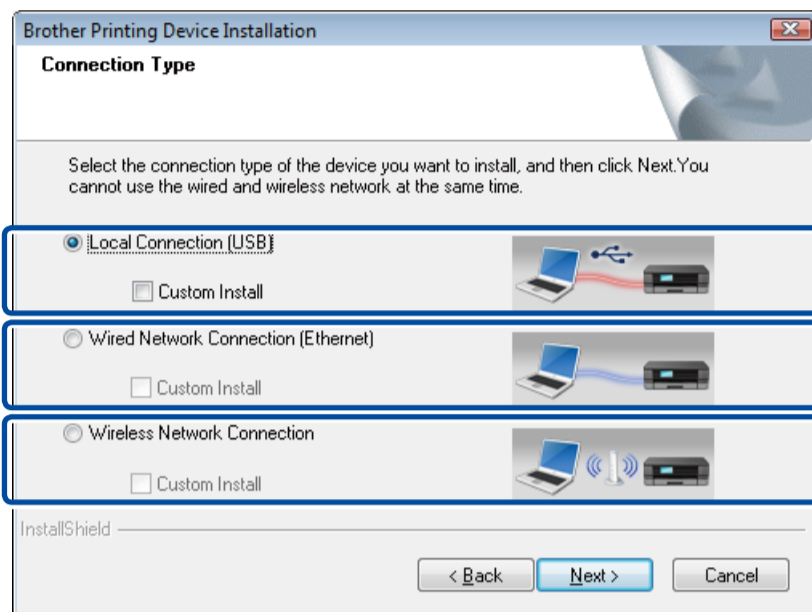 Brother Printing Device Installation
Connection Type
Select the connection type of the device you want to install, and then click Next.You
cannot use the wired and wireless network at the same time.
Local Connection (USB)
Custom Install
Wired Network Connection (Ethernet)
Custom Install
Wireless Network Connection
Custom Install
InstallShield
< Back
Next >
Cancel